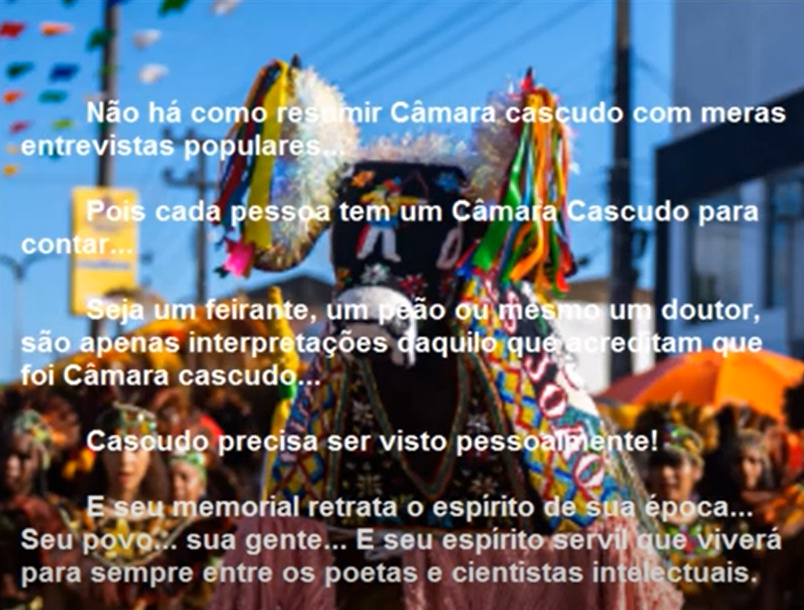 Não há como resumir Câmara cascudo com meras
entrevistas populares...
Pois cada pessoa tem um Câmara Cascudo para
contar...
Seja um feirante, um peão ou mesmo um doutor,
são apenas interpretações daquilo que acreditam que
foi Câmara cascudo...
Cascudo precisa ser visto pessoalmente!
E seu memorial retrata o espírito de sua época...
Seu povo... sua gente... E seu espírito servil que viverá
para sempre entre os poetas e cientistas intelectuais.